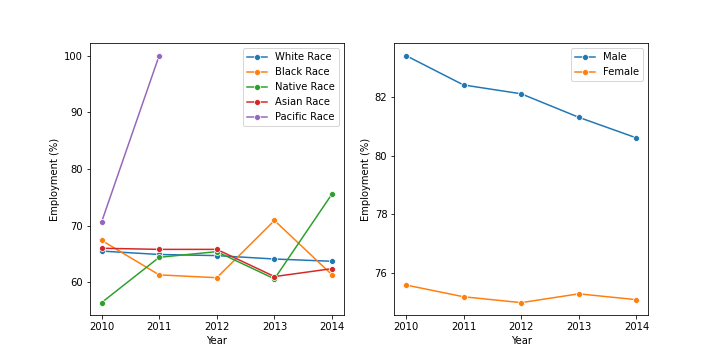 100
90
80
70
60
Employment (%)
2010 2011 2012 2013 2014
Year
White Race
Black Race
Native Race
Asian Race
Pacific Race
82
80
78
76
Employment (%)
2010 2011 2012 2013 2014
Year
Male
Female